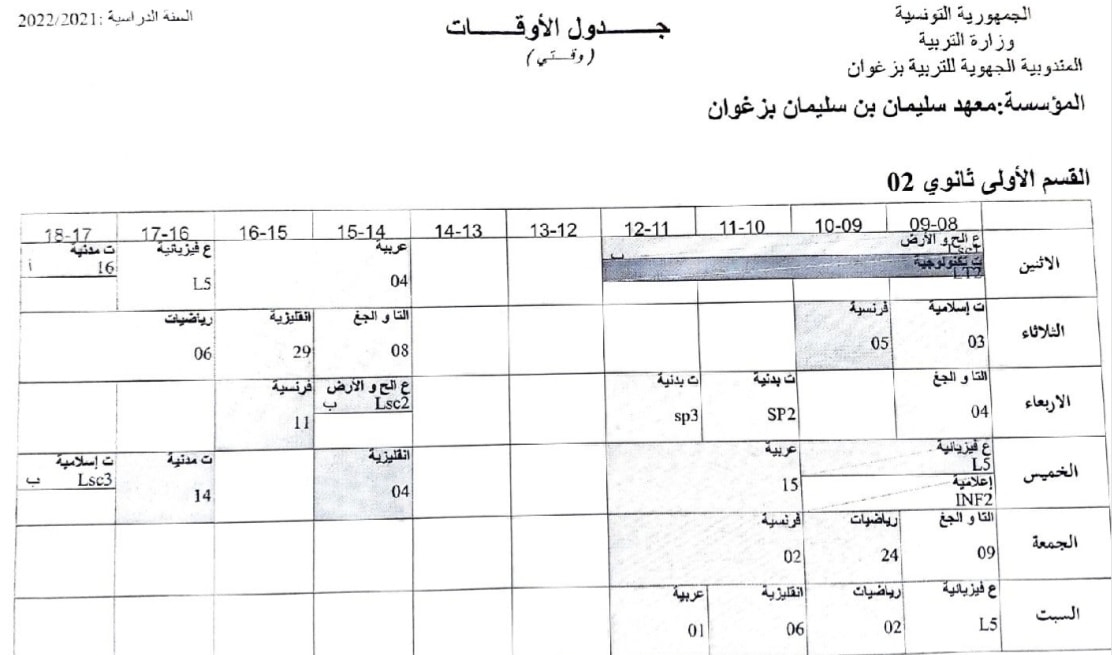 الجمهورية التونسية
وزارة التربية
المندوبية الجهوية للتربية بزغوان
المؤسسة:معهد سليمان بن سليمان بزغوان
جـــدول الأوقـــات
(وقـتي)
السنة الدراسية :2022/2021
القسم الأولى ثانوي 02
09-08 10-09 11-10 12-11 13-12 14-13 15-14 16-15 17-16 18-17
الاثنين
ع الح و الأرض
Lsc1 ب
ت تكنولوجية
LT2
عربية
04
ع فيزيائية
L5
ت مدنية
16 أ
الثلاثاء
ت إسلامية
03
فرنسية
05
التا و الجغ
08
انقليزية
29
رياضيات
06
الاربعاء
التا و الجغ
04
ت بدنية
SP2
ت بدنية
sp3
ع الح و الأرض
Lsc2 ب
فرنسية
11
الخميس
ع فيزيائية
L5
إعلامية
INF2
عربية
15
انقليزية
04
ت مدنية
14
ت إسلامية
Lsc3 ب
الجمعة
التا و الجغ
09
رياضيات
24
فرنسية
02
السبت
ع فيزيائية
L5
رياضيات
02
انقليزية
06
عربية
01